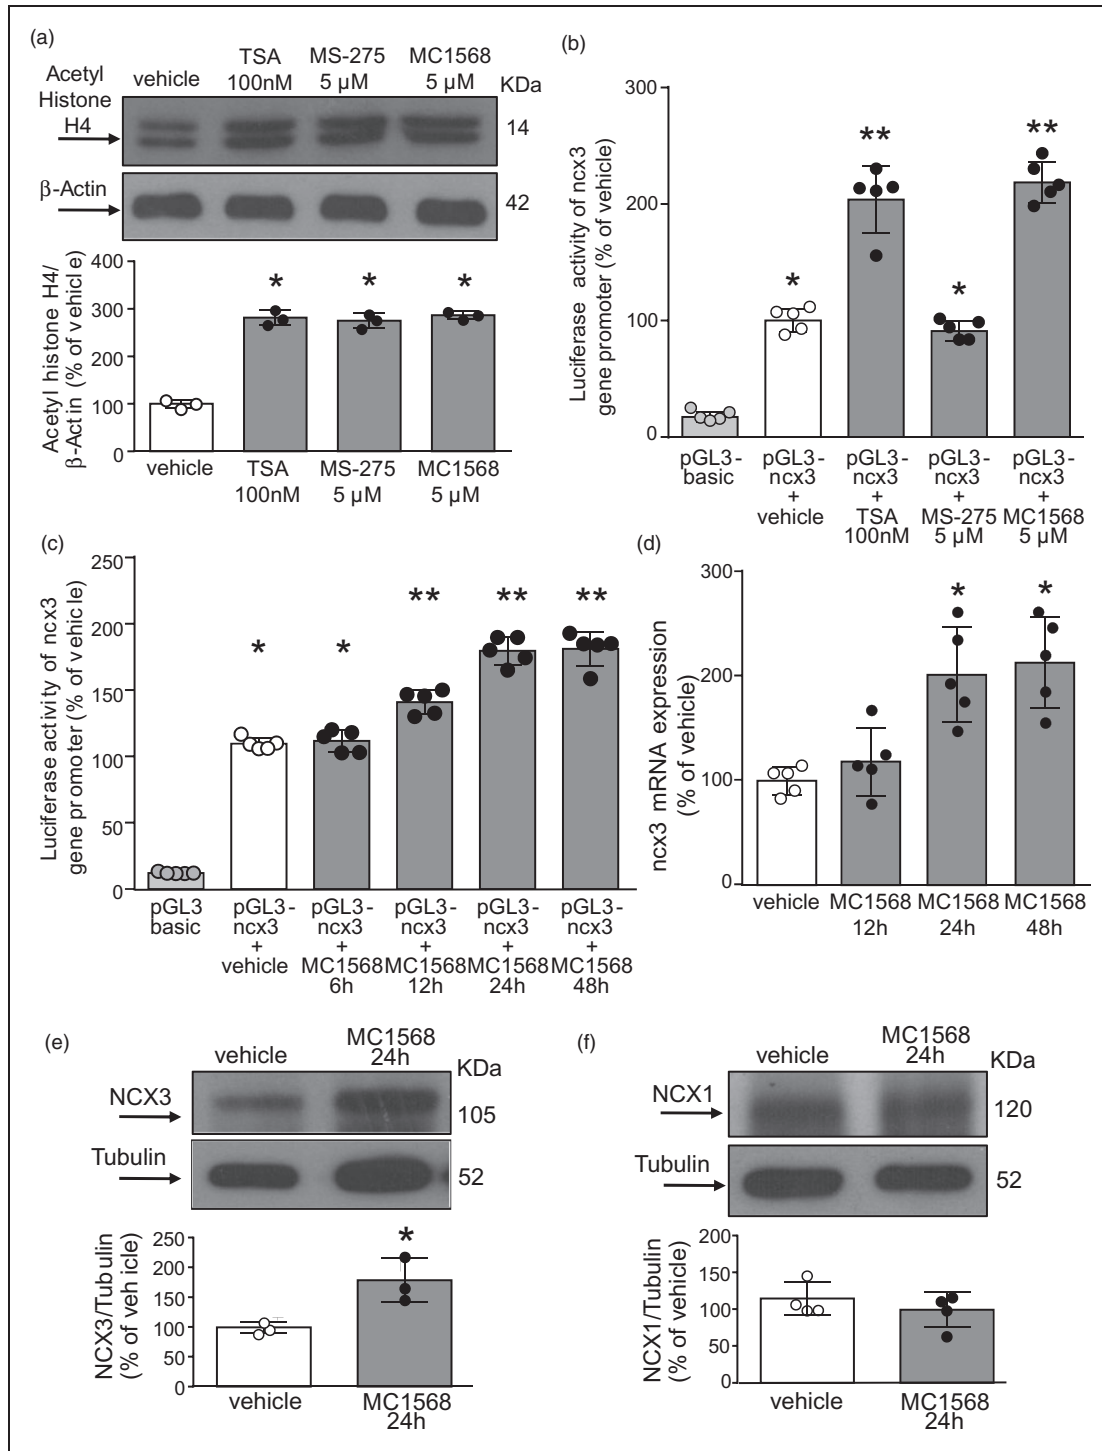 (a)
Acetyl
Histone
H4
vehicle
TSA
100nM
MS-275
5 µM
MC1568
5 µM
KDa
14
β-Actin
42
Acetyl histone H4/
β-Actin (% of vehicle)
400
300
200
100
0
*
*
*
vehicle
TSA
100nM
MS-275
5 µM
MC1568
5 µM
(b)
Luciferase activity of ncx3
gene promoter (% of vehicle)
300
200
100
0
*
**
*
**
pGL3-
basic
pGL3-
ncx3
+
vehicle
pGL3-
ncx3
+
TSA
100nM
pGL3-
ncx3
+
MS-275
5 µM
pGL3-
ncx3
+
MC1568
5 µM
(c)
Luciferase activity of ncx3
gene promoter (% of vehicle)
250
200
150
100
50
0
*
*
**
**
**
pGL3
basic
pGL3-
ncx3
+
vehicle
pGL3-
ncx3
+
MC1568
6h
pGL3-
ncx3
+
MC1568
12h
pGL3-
ncx3
+
MC1568
24h
pGL3-
ncx3
+
MC1568
48h
(d)
ncx3 mRNA expression
(% of vehicle)
300
200
100
0
*
*
vehicle
MC1568
12h
MC1568
24h
MC1568
48h
(e)
vehicle
MC1568
24h
KDa
NCX3
105
Tubulin
52
NCX3/Tubulin
(% of vehicle)
250
200
150
100
50
0
*
vehicle
MC1568
24h
(f)
vehicle
MC1568
24h
KDa
NCX1
120
Tubulin
52
NCX1/Tubulin
(% of vehicle)
200
150
100
50
0
vehicle
MC1568
24h